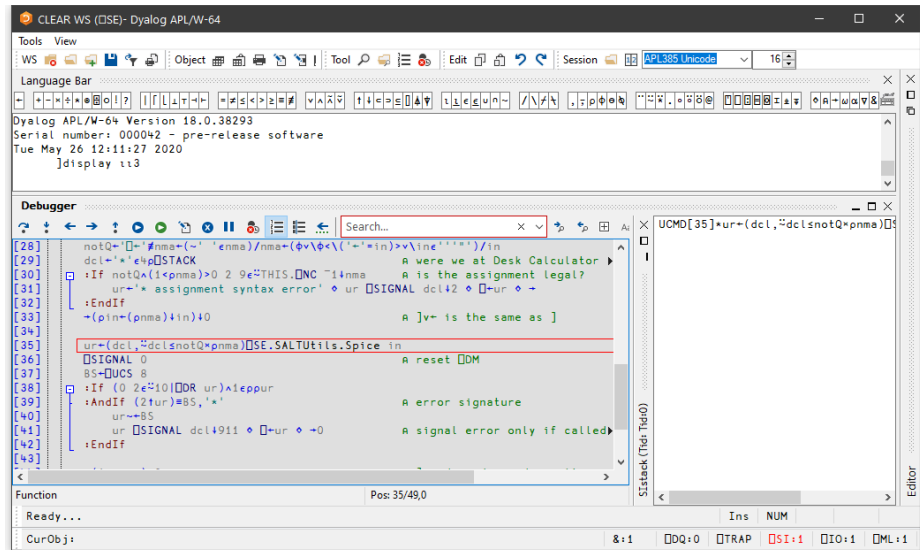 CLEAR WS (⎕SE)- Dyalog APL/W-64
Tools View
WS Object Tool Edit Session APL385 Unicode 16
Language Bar
← + - × ÷ * ⍟ ⌹ ○ ! ? | ⌈ ⌊ ⊥ ⊤ ⊣ ⊢ = ≠ ≤ < > ≥ ≡ ≢ ∨ ∧ ⍲ ⍱ ↑ ↓ ⊂ ⊃ ⊆ ⌷ ⍋ ⍒ ⍳ ⍸ ∊ ⍷ ∪ ∩ ~ / \ ⌿ ⍀ , ⍪ ⍴ ⌽ ⊖ ⍉ ¨ ⍨ ⍣ . ∘ ⍤ ⍥ @
Dyalog APL/W-64 Version 18.0.38293
Serial number: 000042 - pre-release software
Tue May 26 12:11:27 2020
]display ⍳⍳3
Debugger
Search...
UCMD[35]*ur←(dcl,⍨dcl≤notQ×⍴nma)⎕S
[28] notQ←'⎕←'≢nma←(~' '∊nma)/nma←(⌽∨\⌽<\('←'=in)>∨\in∊'''"')/in
[29] dcl←'*'∊4⍴⎕STACK ⍝ were we at Desk Calculator
[30] :If notQ∧(1<⍴nma)>0 2 9∊⍨THIS.⎕NC ¯1↓nma ⍝ is the assignment legal?
[31] ur←'* assignment syntax error' ⋄ ur ⎕SIGNAL dcl↓2 ⋄ ⎕←ur ⋄ →
[32] :EndIf
[33] →(⍴in←(⍴nma)↓in)↓0 ⍝ ]v← is the same as ]
[34]
[35] ur←(dcl,⍨dcl≤notQ×⍴nma)⎕SE.SALTUtils.Spice in
[36] ⎕SIGNAL 0 ⍝ reset ⎕DM
[37] BS←⎕UCS 8
[38] :If (0 2∊⍨10|⎕DR ur)∧1∊⍴⍴ur
[39] :AndIf (2↑ur)≡BS,'*' ⍝ error signature
[40] ur~←BS
[41] ur ⎕SIGNAL dcl↓911 ⋄ ⎕←ur ⋄ →0 ⍝ signal error only if called
[42] :EndIf
[43]
SIstack (Tid: Tid:0)
Editor
Function Pos: 35/49,0
Ready... Ins NUM
CurObj: &:1 ⎕DQ:0 ⎕TRAP ⎕SI:1 ⎕IO:1 ⎕ML:1